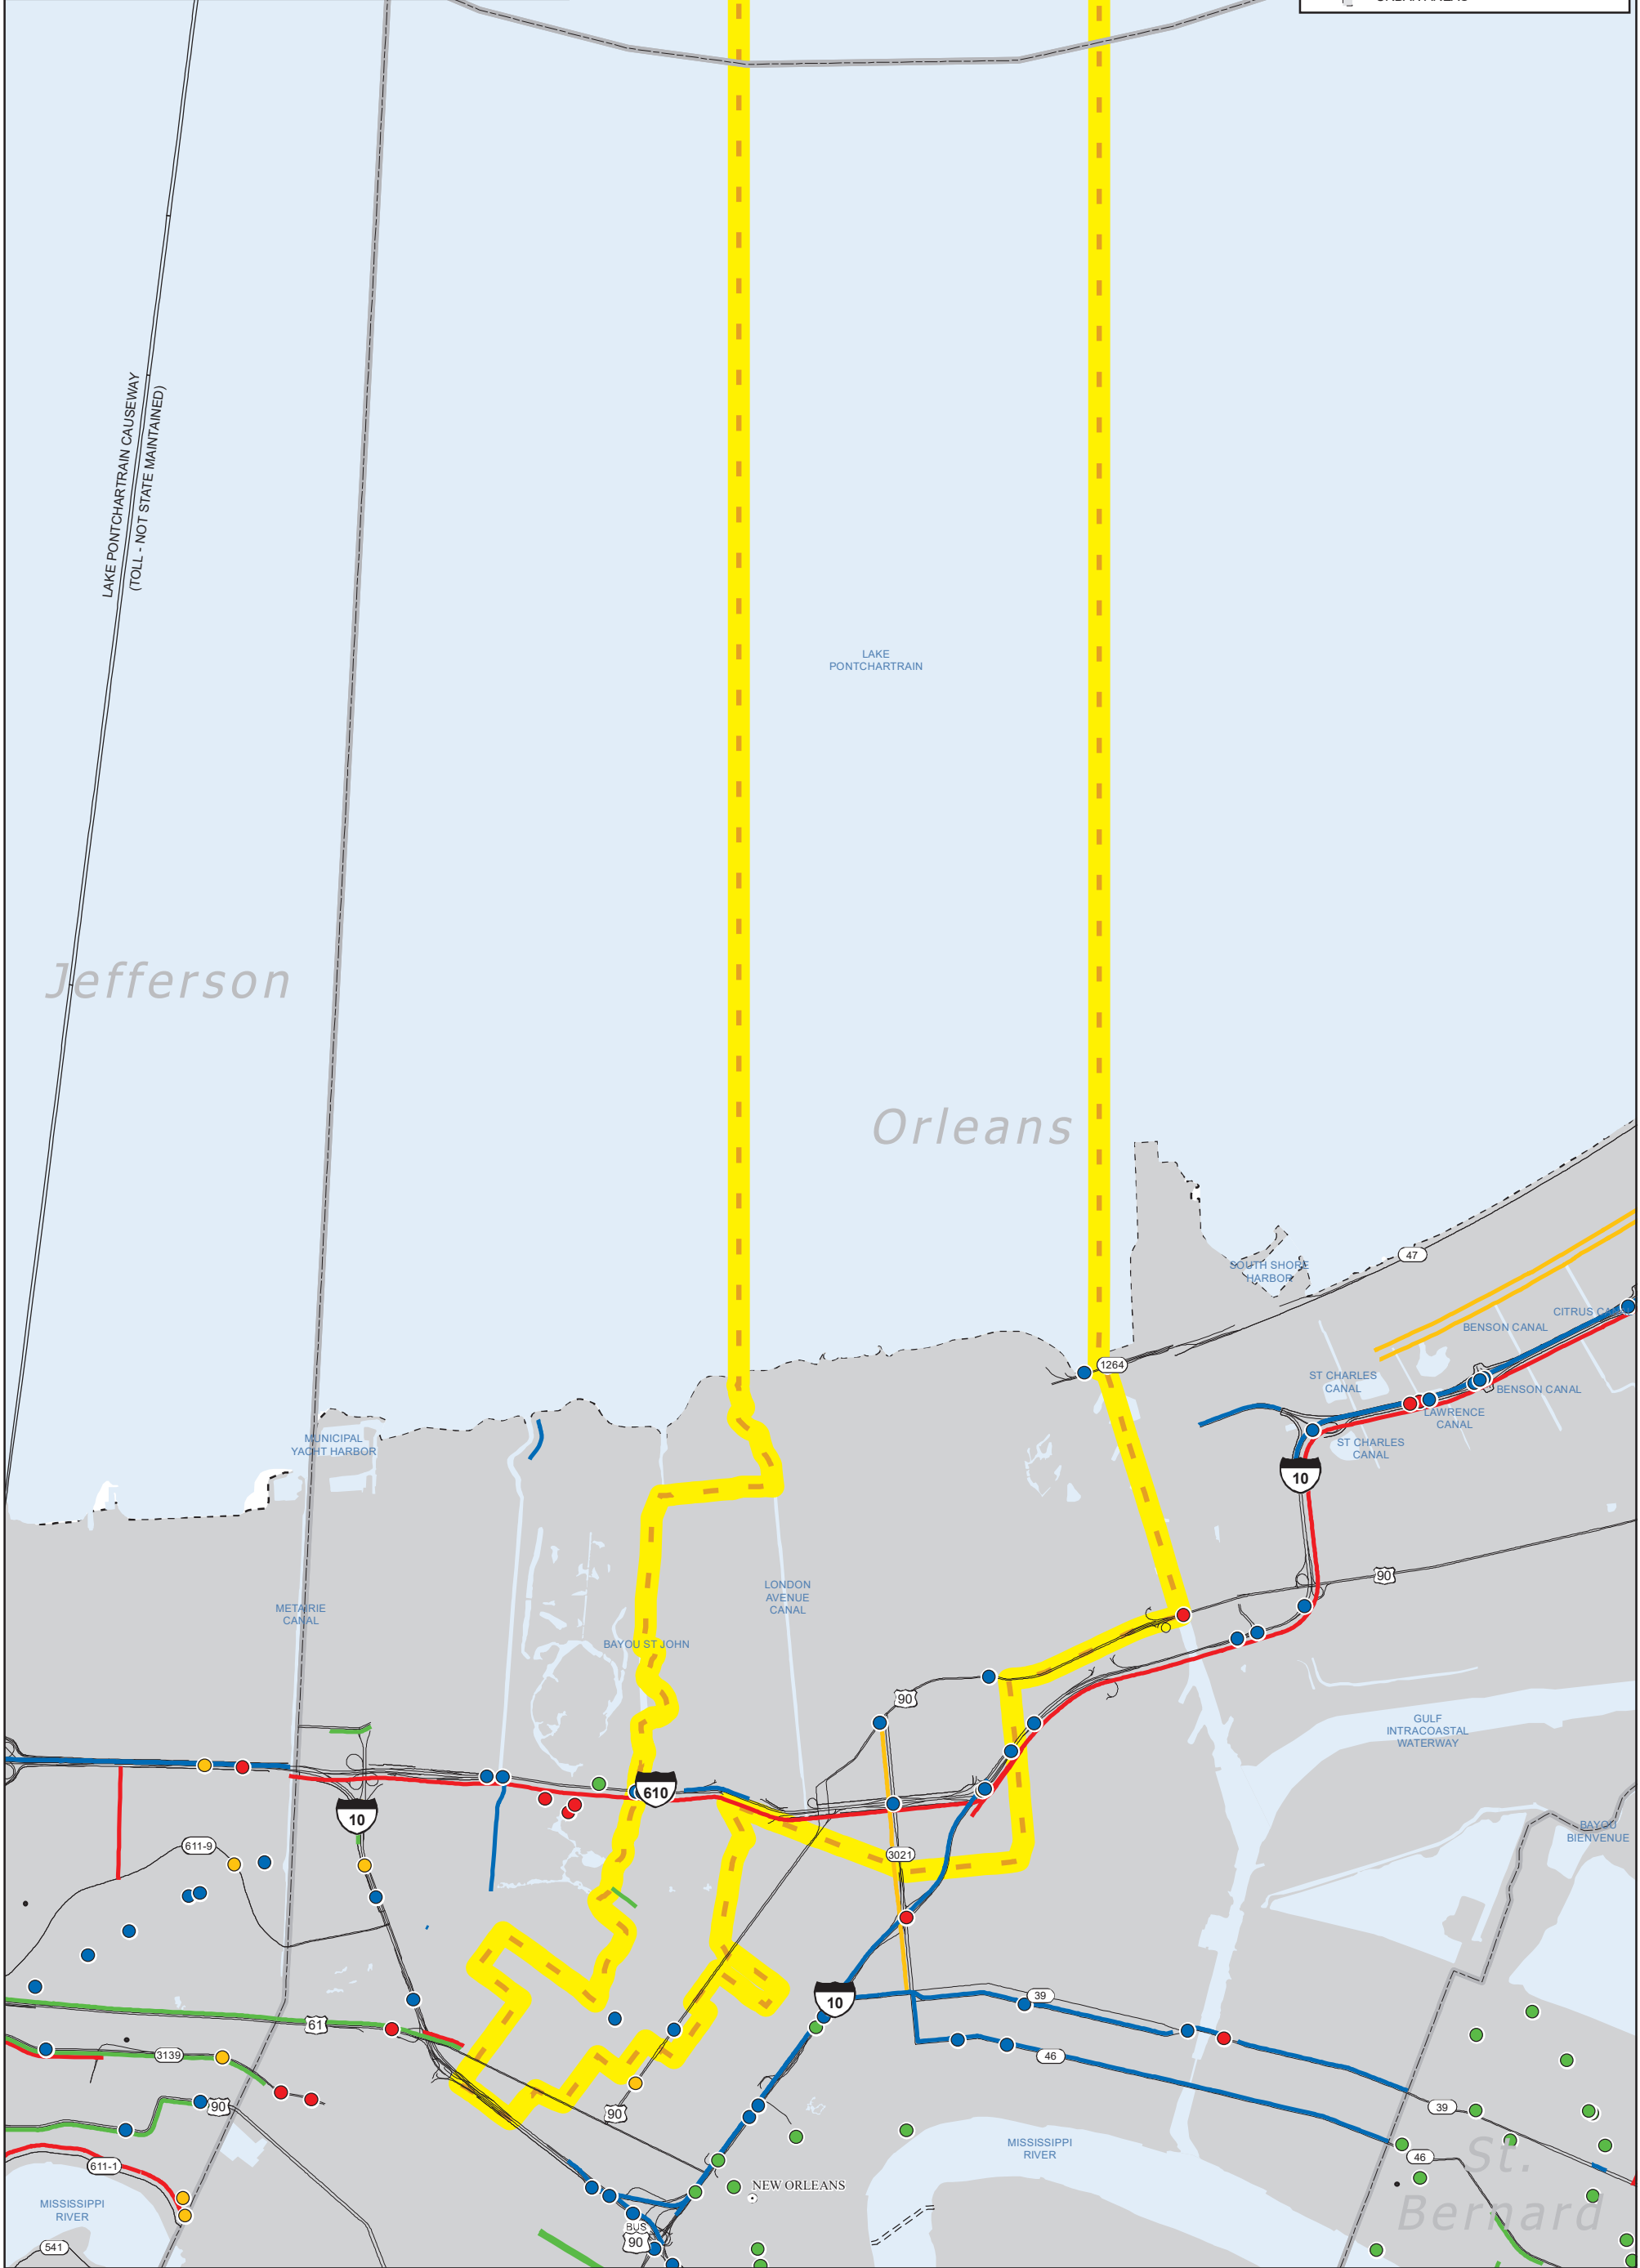 LAKE PONTCHARTRAIN CAUSEWAY
(TOLL - NOT STATE MAINTAINED)
LAKE
PONTCHARTRAIN
Jefferson
Orleans
47
SOUTH SHORE
HARBOR
CITRUS CANAL
BENSON CANAL
1264
ST CHARLES
CANAL
BENSON CANAL
LAWRENCE
CANAL
MUNICIPAL
YACHT HARBOR
ST CHARLES
CANAL
10
90
LONDON
AVENUE
CANAL
METAIRIE
CANAL
BAYOU ST JOHN
90
GULF
INTRACOASTAL
WATERWAY
610
10
BAYOU
BIENVENUE
611-9
3021
10
39
61
3139
46
90
90
39
MISSISSIPPI
RIVER
46
St.
Bernard
611-1
NEW ORLEANS
MISSISSIPPI
RIVER
BUS
90
541